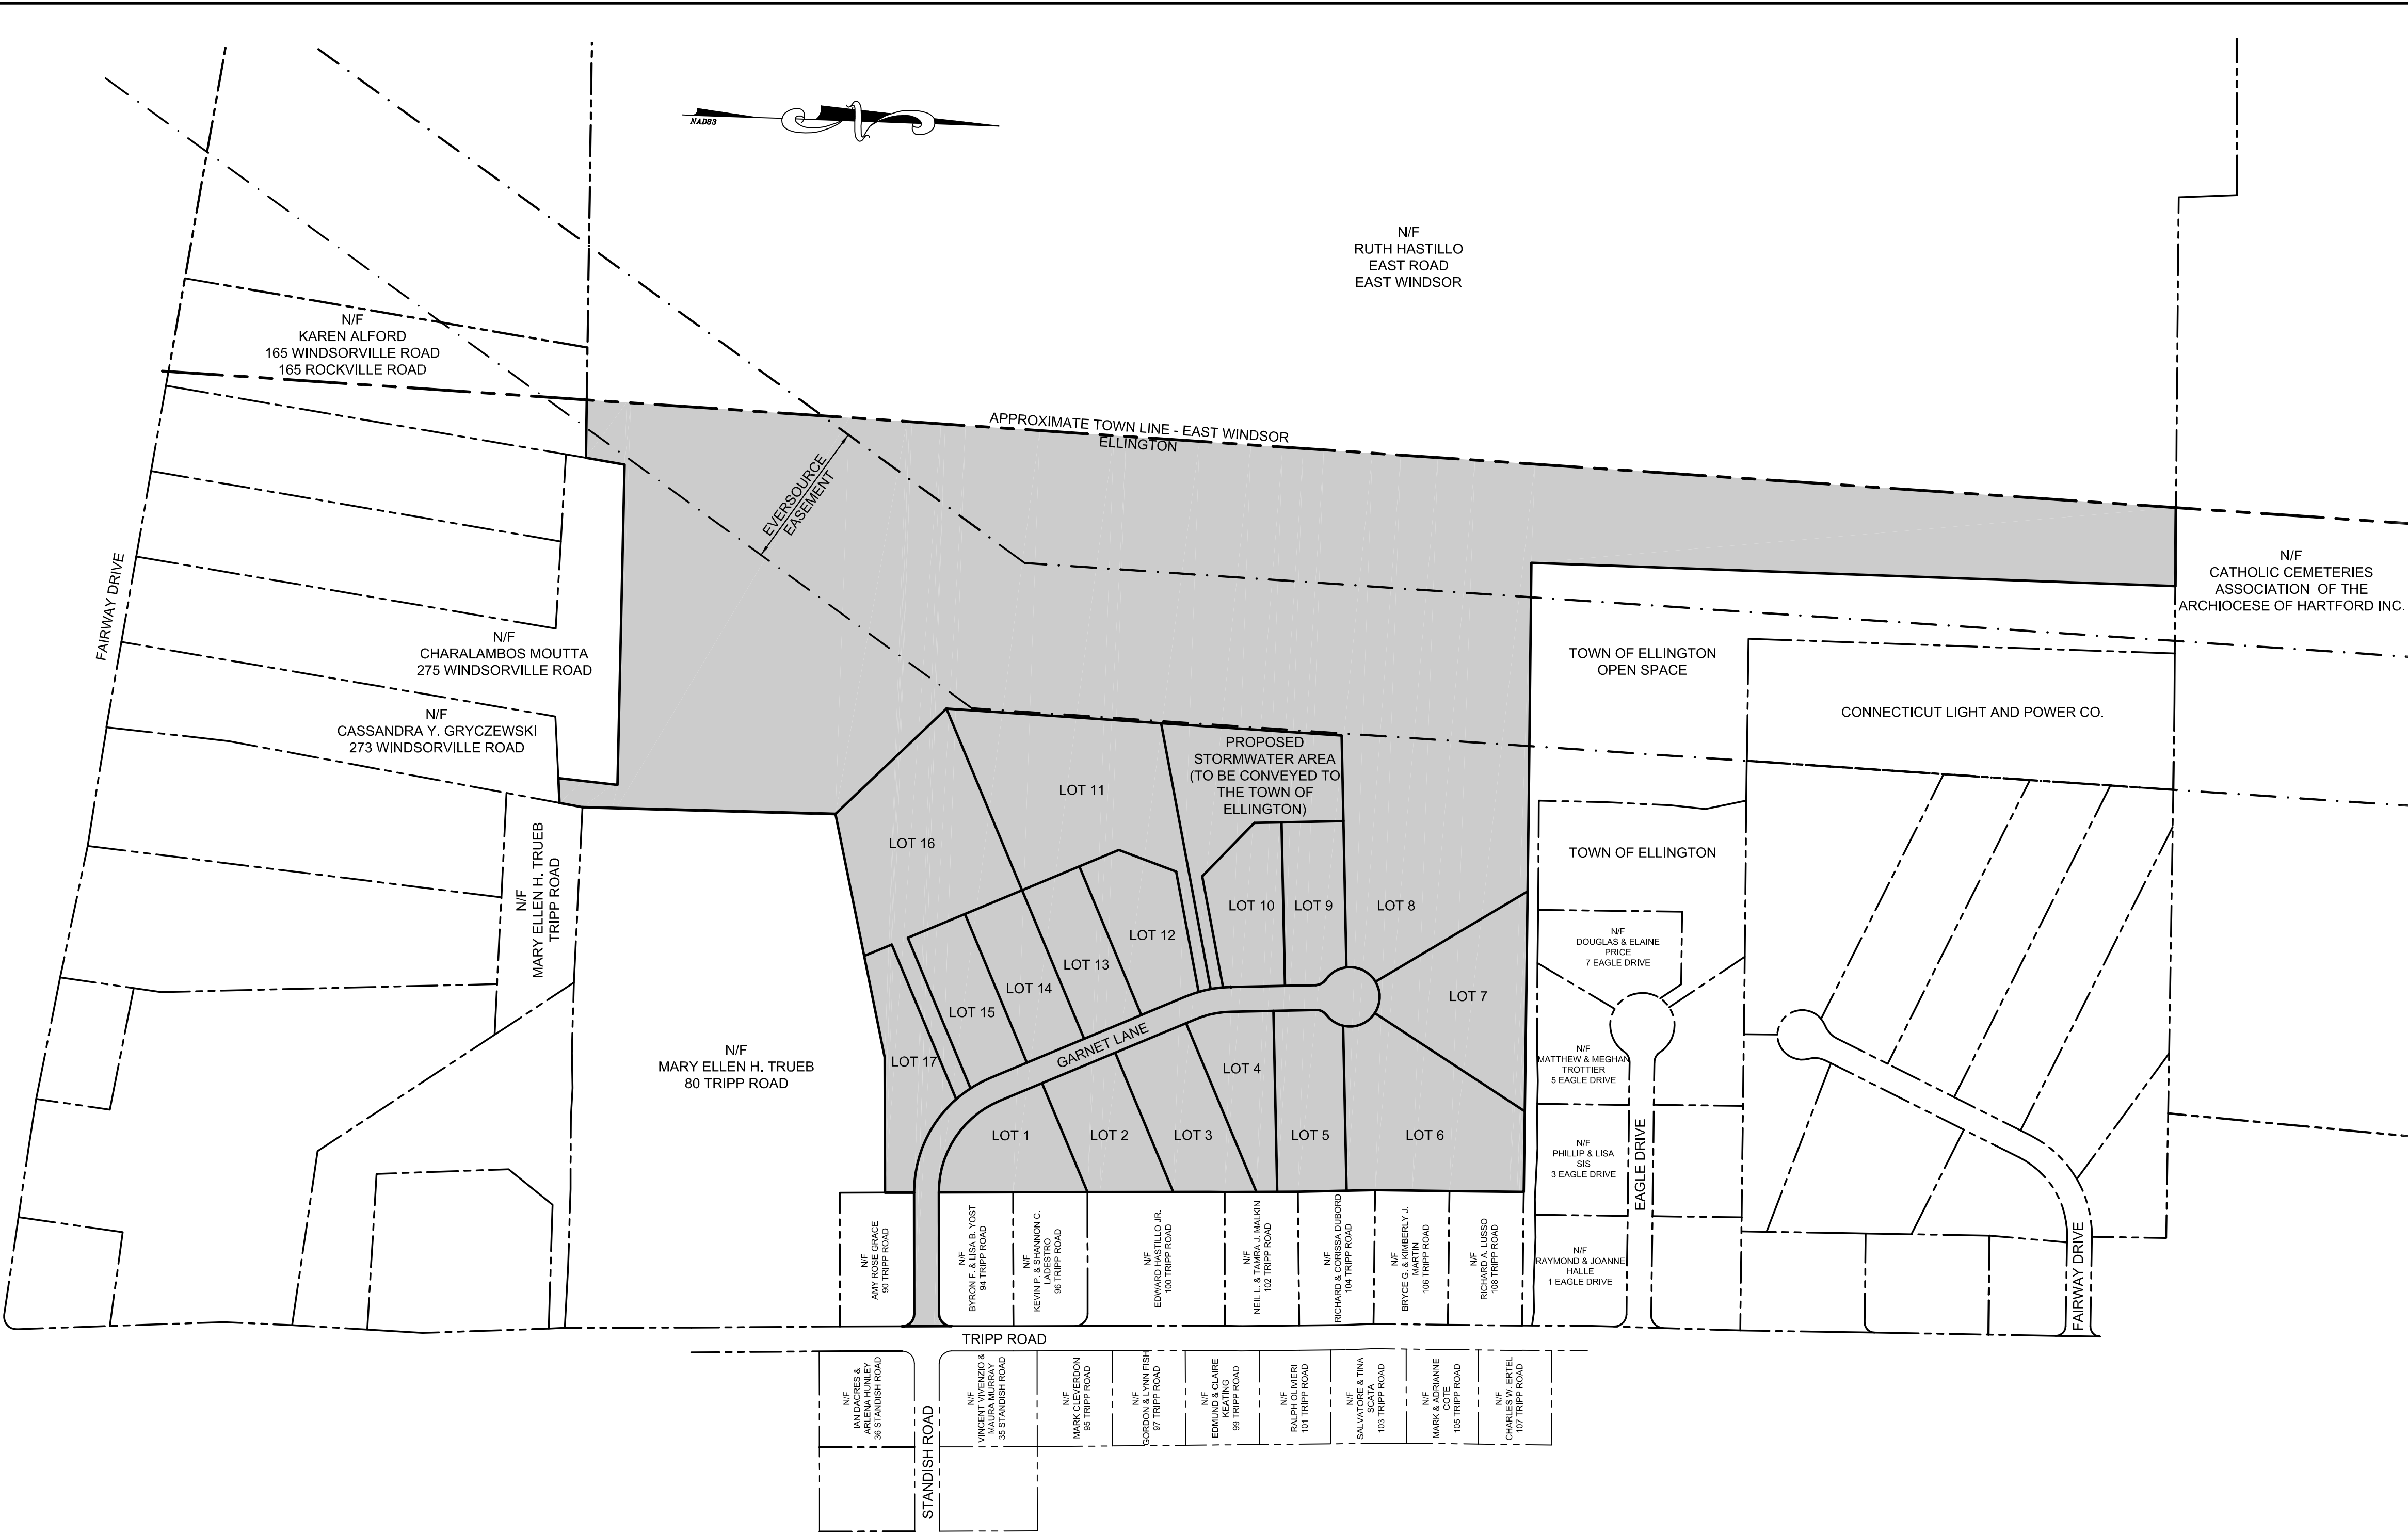 NAD83
N/F
RUTH HASTILLO
EAST ROAD
EAST WINDSOR
N/F
KAREN ALFORD
165 WINDSORVILLE ROAD
165 ROCKVILLE ROAD
APPROXIMATE TOWN LINE - EAST WINDSOR
ELLINGTON
EVERSOURCE
EASEMENT
N/F
CATHOLIC CEMETERIES
ASSOCIATION OF THE
ARCHIOCESE OF HARTFORD INC.
FAIRWAY DRIVE
N/F
CHARALAMBOS MOUTTA
275 WINDSORVILLE ROAD
N/F
CASSANDRA Y. GRYCZEWSKI
273 WINDSORVILLE ROAD
TOWN OF ELLINGTON
OPEN SPACE
CONNECTICUT LIGHT AND POWER CO.
PROPOSED
STORMWATER AREA
(TO BE CONVEYED TO
THE TOWN OF
ELLINGTON)
LOT 11
LOT 16
TOWN OF ELLINGTON
N/F
MARY ELLEN H. TRUEB
TRIPP ROAD
LOT 10
LOT 9
LOT 8
LOT 12
LOT 13
LOT 14
LOT 15
LOT 17
LOT 7
N/F
DOUGLAS & ELAINE
PRICE
7 EAGLE DRIVE
GARNET LANE
N/F
MARY ELLEN H. TRUEB
80 TRIPP ROAD
LOT 4
N/F
MATTHEW & MEGHAN
TROTTIER
5 EAGLE DRIVE
LOT 1
LOT 2
LOT 3
LOT 5
LOT 6
N/F
PHILLIP & LISA
SIS
3 EAGLE DRIVE
EAGLE DRIVE
N/F
RAYMOND & JOANNE
HALLE
1 EAGLE DRIVE
FAIRWAY DRIVE
N/F
AMY ROSE GRACE
90 TRIPP ROAD
N/F
BYRON F. & LISA B. YOST
94 TRIPP ROAD
N/F
KEVIN P. & SHANNON C.
LADESTRO
96 TRIPP ROAD
N/F
EDWARD HASTILLO JR.
100 TRIPP ROAD
N/F
NEIL L. & TAMRA J. MALKIN
102 TRIPP ROAD
N/F
RICHARD & CORISSA DUBORD
104 TRIPP ROAD
N/F
BRYCE G. & KIMBERLY J.
MARTIN
106 TRIPP ROAD
N/F
RICHARD A. LUSSO
108 TRIPP ROAD
TRIPP ROAD
N/F
IAN DACRES &
ARLENA HUNLEY
36 STANDISH ROAD
STANDISH ROAD
N/F
VINCENT VIVENZIO &
MAURA MURRAY
35 STANDISH ROAD
N/F
MARK CLEVERDON
95 TRIPP ROAD
N/F
GORDON & LYNN FISH
97 TRIPP ROAD
N/F
EDMUND & CLAIRE
KEATING
99 TRIPP ROAD
N/F
RALPH OLIVIERI
101 TRIPP ROAD
N/F
SALVATORE & TINA
SCATA
103 TRIPP ROAD
N/F
MARK & ADRIANNE
COTE
105 TRIPP ROAD
N/F
CHARLES W. ERTEL
107 TRIPP ROAD